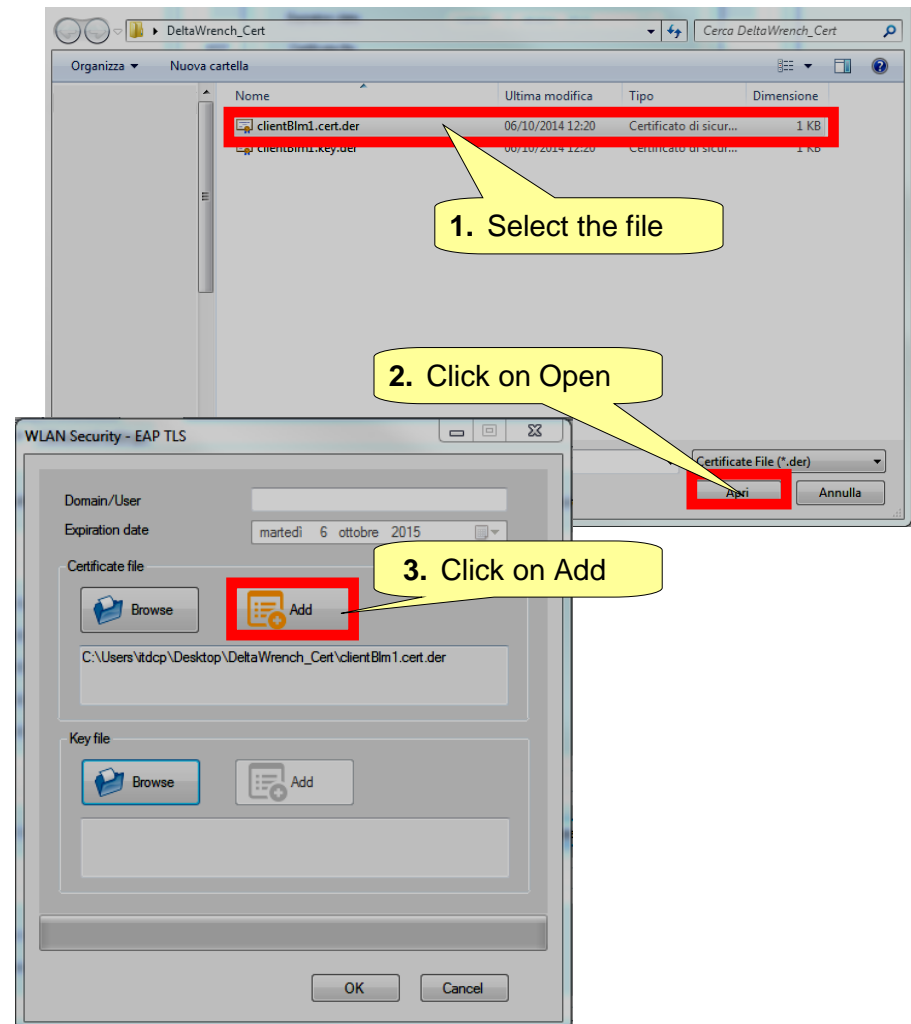 DeltaWrench_Cert
Cerca DeltaWrench_Cert
Organizza
Nuova cartella
Nome
Ultima modifica
Tipo
Dimensione
clientBlm1.cert.der
06/10/2014 12:20
Certificato di sicur...
1 KB
clientBlm1.key.der
06/10/2014 12:20
Certificato di sicur...
1 KB
1. Select the file
2. Click on Open
Certificate File (*.der)
Apri
Annulla
WLAN Security - EAP TLS
Domain/User
Expiration date
martedì 6 ottobre 2015
Certificate file
3. Click on Add
Browse
Add
C:\Users\itdcp\Desktop\DeltaWrench_Cert\clientBlm1.cert.der
Key file
Browse
Add
OK
Cancel